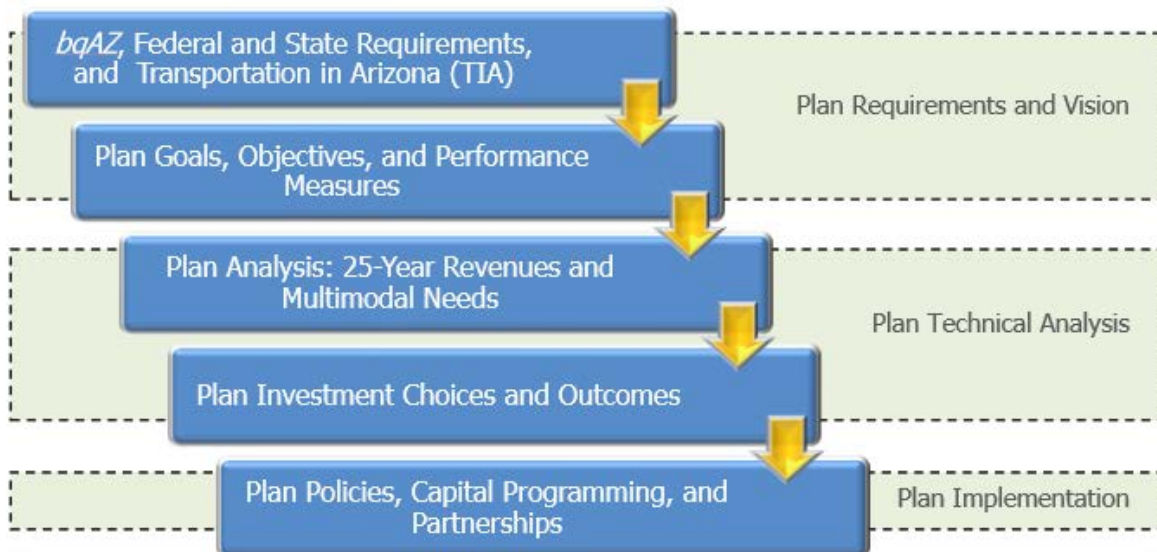 bqAZ, Federal and State Requirements,
and Transportation in Arizona (TIA)
Plan Requirements and Vision
Plan Goals, Objectives, and Performance
Measures
Plan Analysis: 25-Year Revenues and
Multimodal Needs
Plan Technical Analysis
Plan Investment Choices and Outcomes
Plan Policies, Capital Programming, and
Partnerships
Plan Implementation